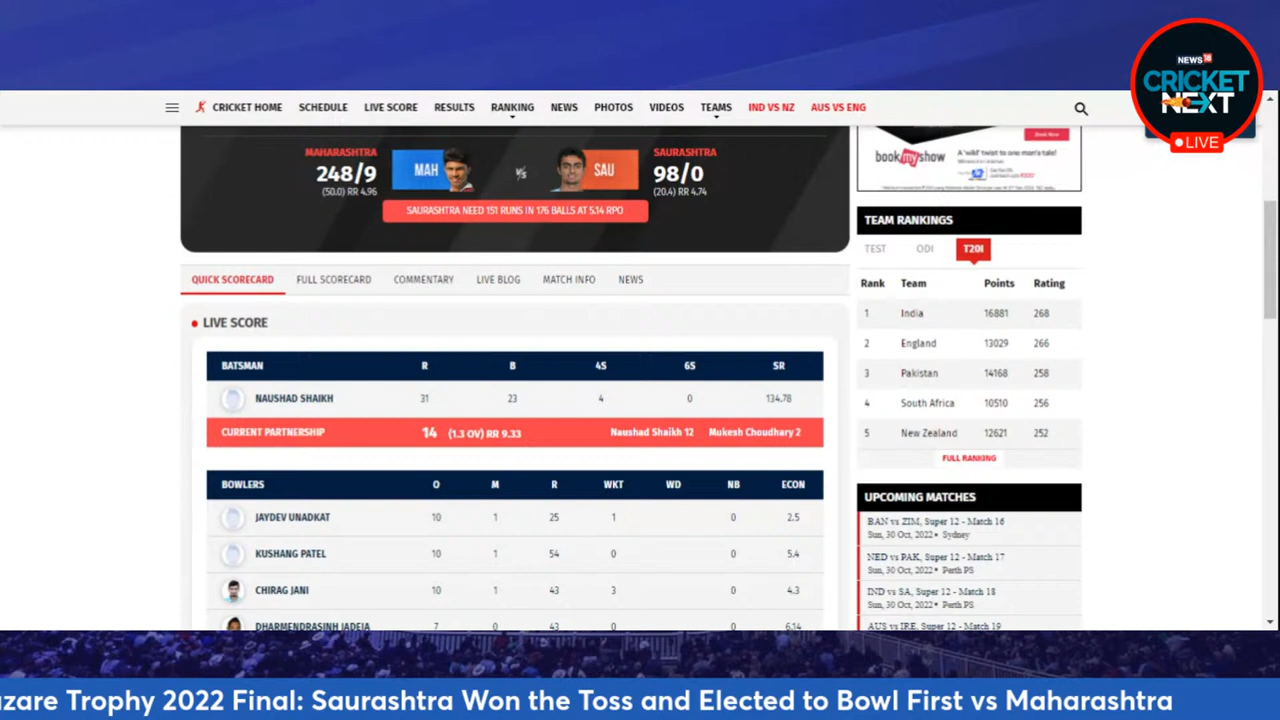 NEWS18
CRICKET
NEXT
LIVE
CRICKET HOME SCHEDULE LIVE SCORE RESULTS RANKING NEWS PHOTOS VIDEOS TEAMS IND VS NZ AUS VS ENG
MAHARASHTRA
248/9
(50.0) RR 4.96
MAH
V/s
SAU
SAURASHTRA
98/0
(20.4) RR 4.74
SAURASHTRA NEED 151 RUNS IN 176 BALLS AT 5.14 RPO
Book Now
bookmyshow
A 'wild' twist to one man's tale!
TEAM RANKINGS
TEST ODI T20I
Rank Team Points Rating
1 India 16881 268
2 England 13029 266
3 Pakistan 14168 258
4 South Africa 10510 256
5 New Zealand 12621 252
FULL RANKING
QUICK SCORECARD FULL SCORECARD COMMENTARY LIVE BLOG MATCH INFO NEWS
LIVE SCORE
BATSMAN R B 4S 6S SR
NAUSHAD SHAIKH 31 23 4 0 134.78
CURRENT PARTNERSHIP 14 (1.3 OV) RR 9.33 Naushad Shaikh 12 Mukesh Choudhary 2
BOWLERS O M R WKT WD NB ECON
JAYDEV UNADKAT 10 1 25 1 0 2.5
KUSHANG PATEL 10 1 54 0 0 5.4
CHIRAG JANI 10 1 43 3 0 4.3
DHARMENDRASINH JADEJA 7 0 43 0 0 6.14
UPCOMING MATCHES
BAN vs ZIM, Super 12 - Match 16
Sun, 30 Oct, 2022 • Sydney
NED vs PAK, Super 12 - Match 17
Sun, 30 Oct, 2022 • Perth PS
IND vs SA, Super 12 - Match 18
Sun, 30 Oct, 2022 • Perth PS
AUS vs IRE, Super 12 - Match 19
zare Trophy 2022 Final: Saurashtra Won the Toss and Elected to Bowl First vs Maharashtra